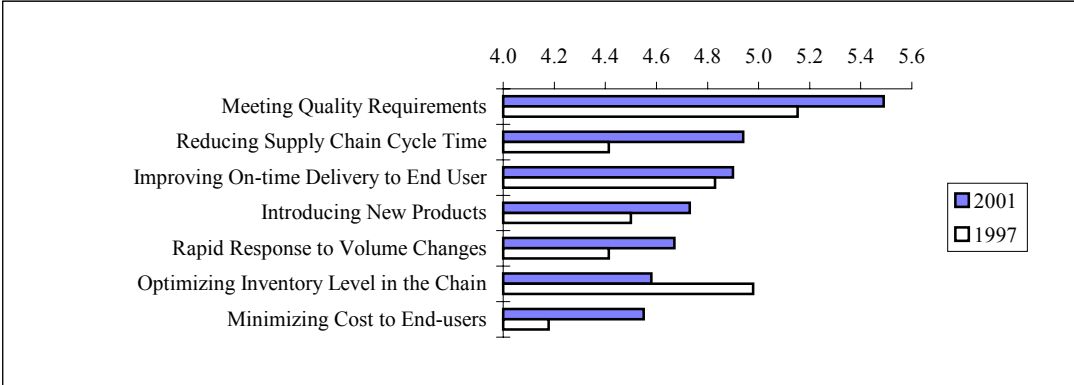 4.0 4.2 4.4 4.6 4.8 5.0 5.2 5.4 5.6
Meeting Quality Requirements
Reducing Supply Chain Cycle Time
Improving On-time Delivery to End User
Introducing New Products
Rapid Response to Volume Changes
Optimizing Inventory Level in the Chain
Minimizing Cost to End-users
2001
1997